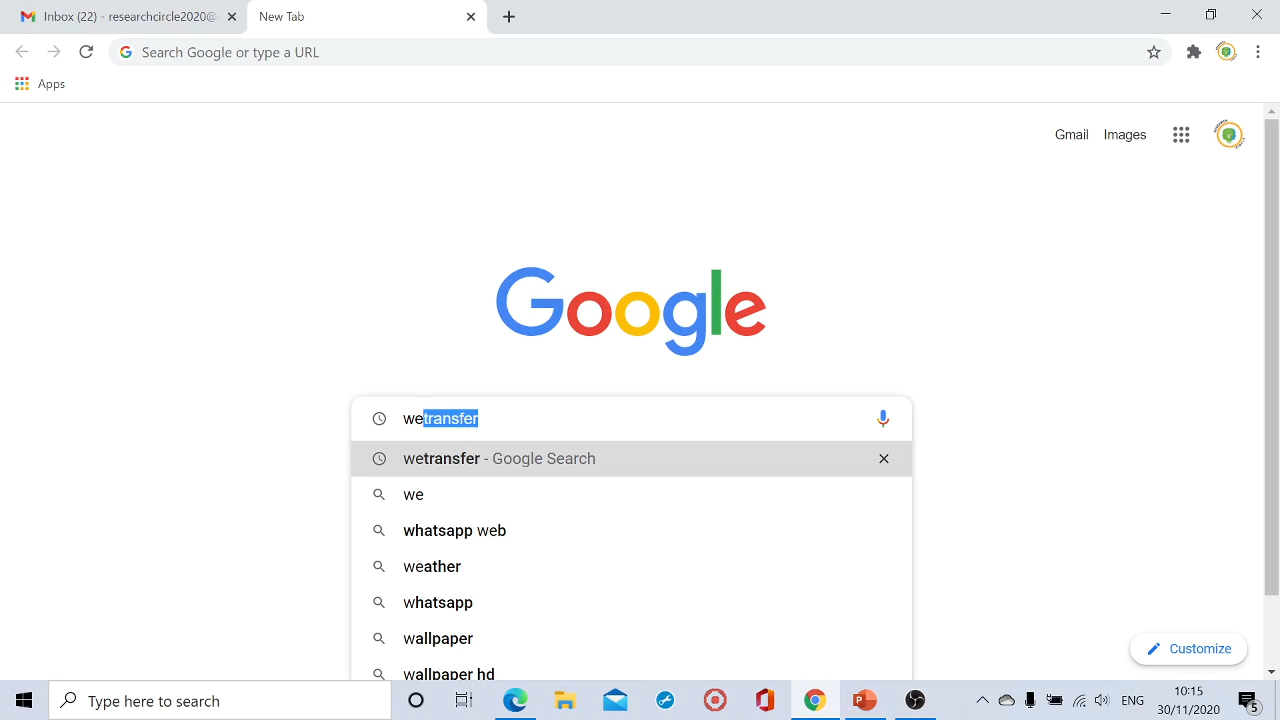 Inbox (22) - researchcircle2020@
New Tab
Search Google or type a URL
Apps
Gmail Images
Google
wetransfer
wetransfer - Google Search
we
whatsapp web
weather
whatsapp
wallpaper
wallpaper hd
Customize
Type here to search
ENG
10:15
30/11/2020
5